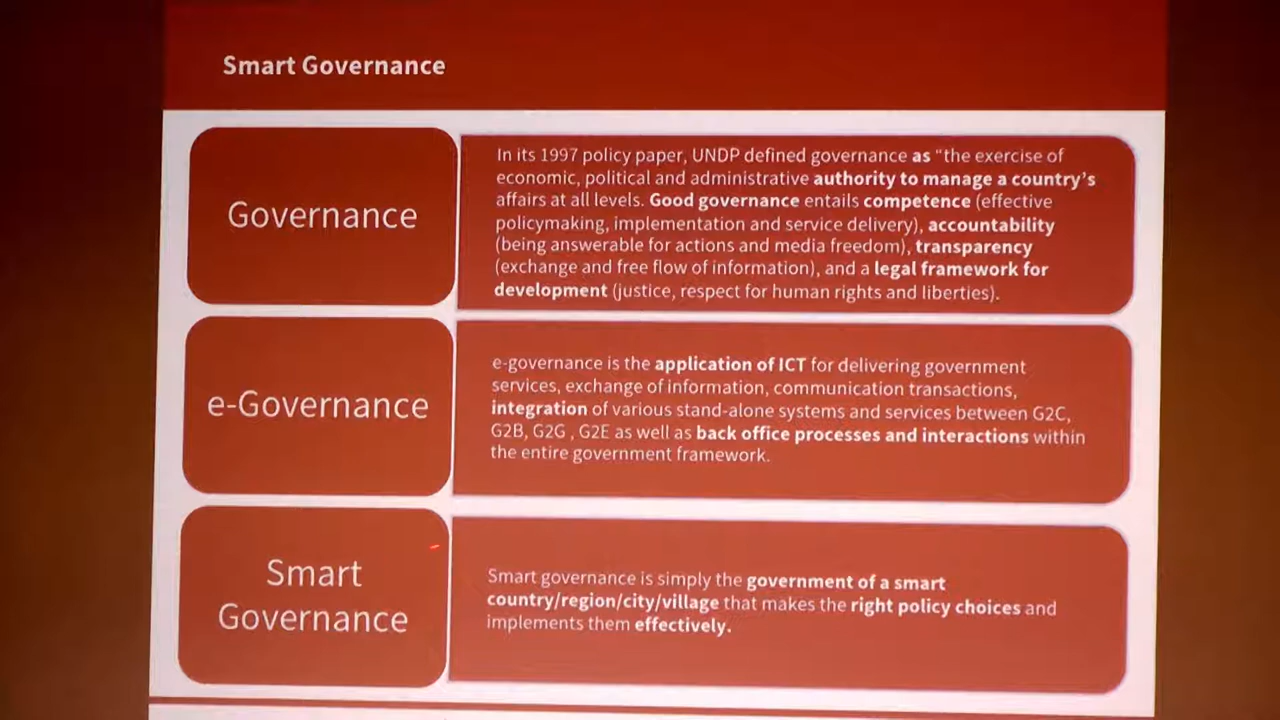 Smart Governance
Governance
In its 1997 policy paper, UNDP defined governance as “the exercise of
economic, political and administrative authority to manage a country’s
affairs at all levels. Good governance entails competence (effective
policymaking, implementation and service delivery), accountability
(being answerable for actions and media freedom), transparency
(exchange and free flow of information), and a legal framework for
development (justice, respect for human rights and liberties).
e-Governance
e-governance is the application of ICT for delivering government
services, exchange of information, communication transactions,
integration of various stand-alone systems and services between G2C,
G2B, G2G , G2E as well as back office processes and interactions within
the entire government framework.
Smart
Governance
Smart governance is simply the government of a smart
country/region/city/village that makes the right policy choices and
implements them effectively.